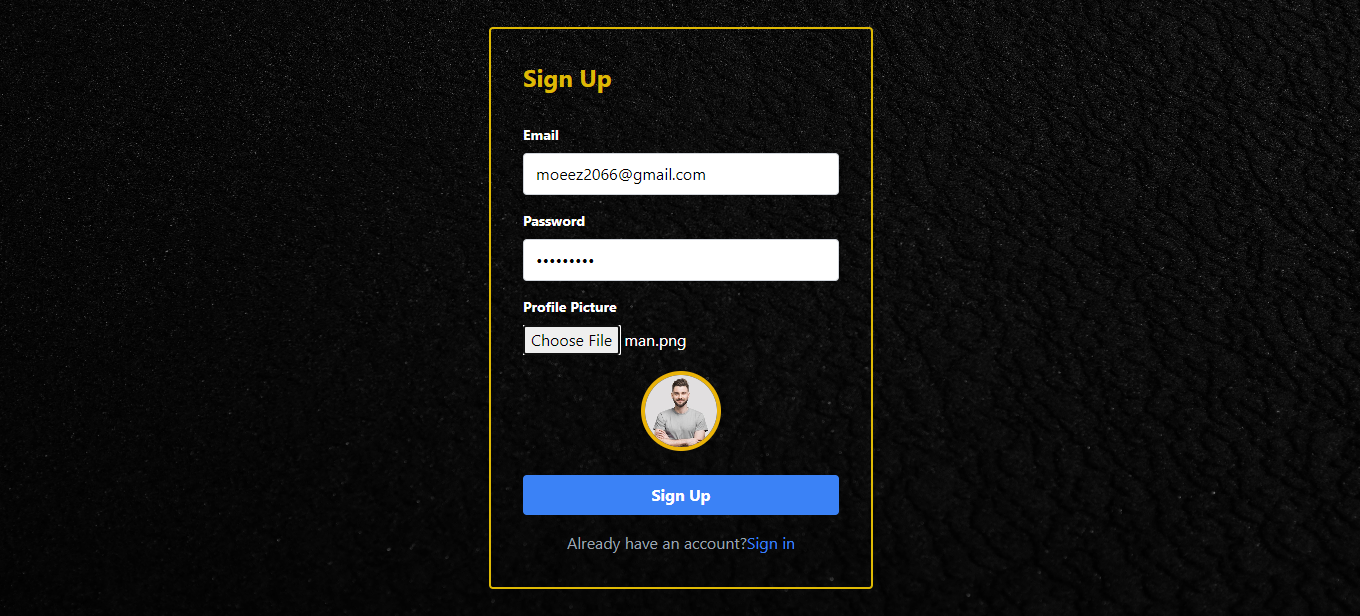 Sign Up
Email
moeez2066@gmail.com
Password
•••••••••
Profile Picture
Choose File man.png
Sign Up
Already have an account?Sign in